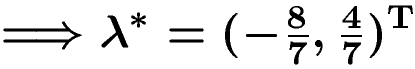 ⟹ λ* = (−8/7, 4/7)ᵀ